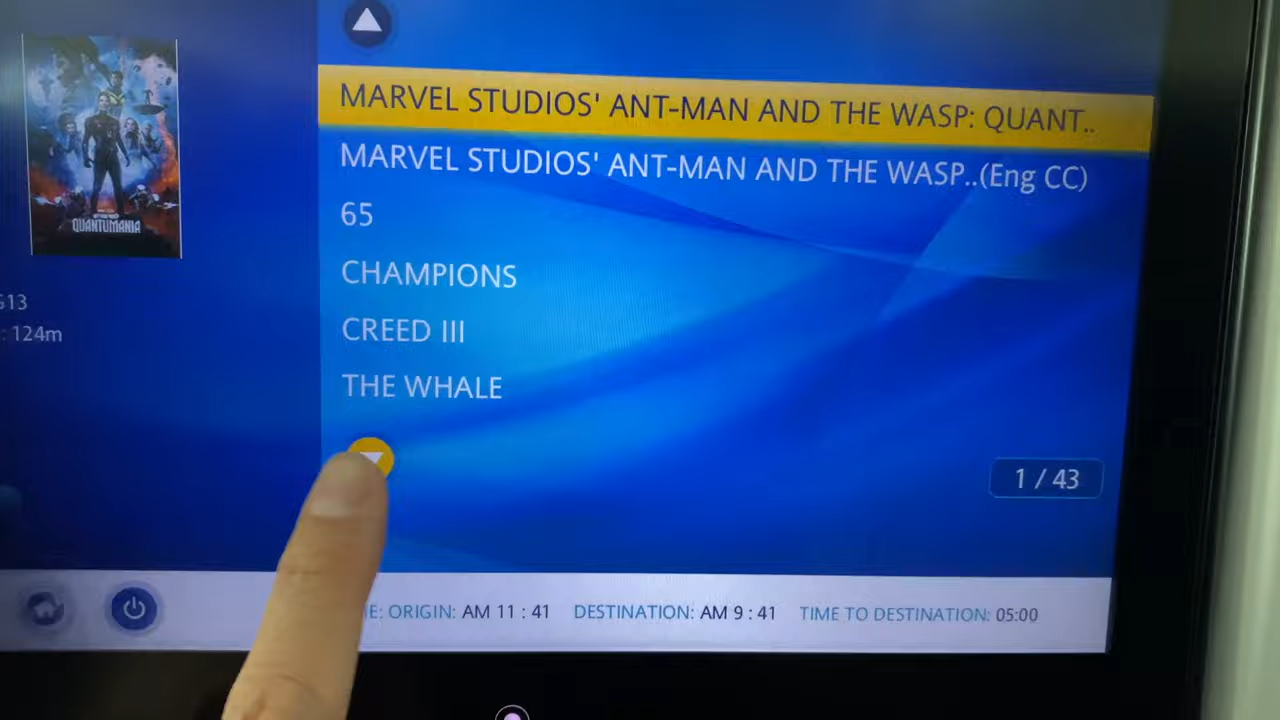 MARVEL STUDIOS' ANT-MAN AND THE WASP: QUANT..
MARVEL STUDIOS' ANT-MAN AND THE WASP..(Eng CC)
65
CHAMPIONS
CREED III
THE WHALE
QUANTUMANIA
G13
: 124m
1 / 43
E: ORIGIN: AM 11 : 41 DESTINATION: AM 9 : 41 TIME TO DESTINATION: 05:00